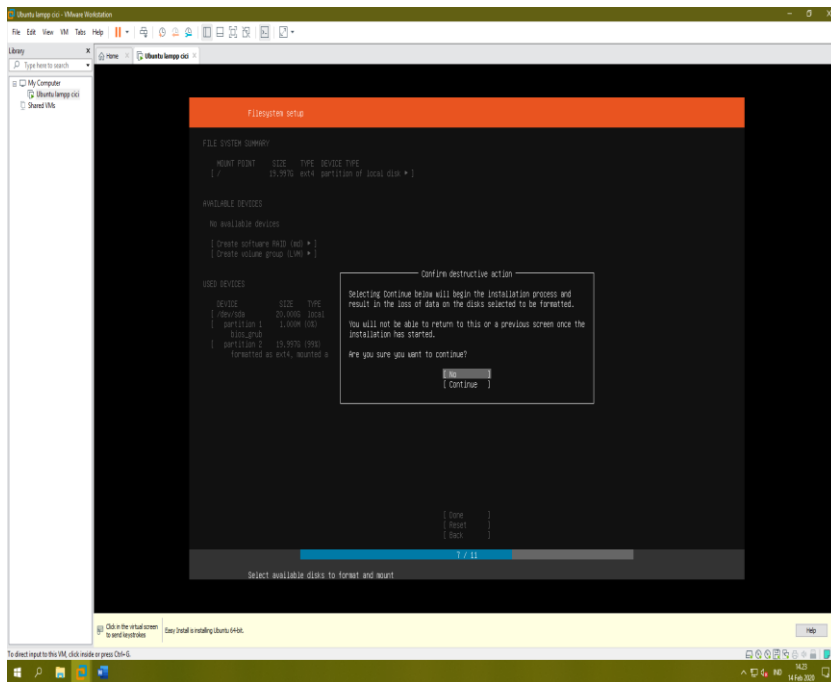 Ubuntu lampp cici - VMware Workstation
File Edit View VM Tabs Help
Library
Type here to search
My Computer
Ubuntu lampp cici
Shared VMs
Home
Ubuntu lampp cici
Filesystem setup
FILE SYSTEM SUMMARY
MOUNT POINT SIZE TYPE DEVICE TYPE
[ / 19.997G ext4 partition of local disk ▸ ]
AVAILABLE DEVICES
No available devices
[ Create software RAID (md) ▸ ]
[ Create volume group (LVM) ▸ ]
USED DEVICES
DEVICE SIZE TYPE
[ /dev/sda 20.000G local
[ partition 1 1.000M (0%)
bios_grub
[ partition 2 19.997G (99%)
formatted as ext4, mounted a
Confirm destructive action
Selecting Continue below will begin the installation process and
result in the loss of data on the disks selected to be formatted.
You will not be able to return to this or a previous screen once the
installation has started.
Are you sure you want to continue?
[ No ]
[ Continue ]
[ Done ]
[ Reset ]
[ Back ]
7 / 11
Select available disks to format and mount
Click in the virtual screen
to send keystrokes
Easy Install is installing Ubuntu 64-bit.
Help
To direct input to this VM, click inside or press Ctrl+G.
IND
14.23
14 Feb 2020